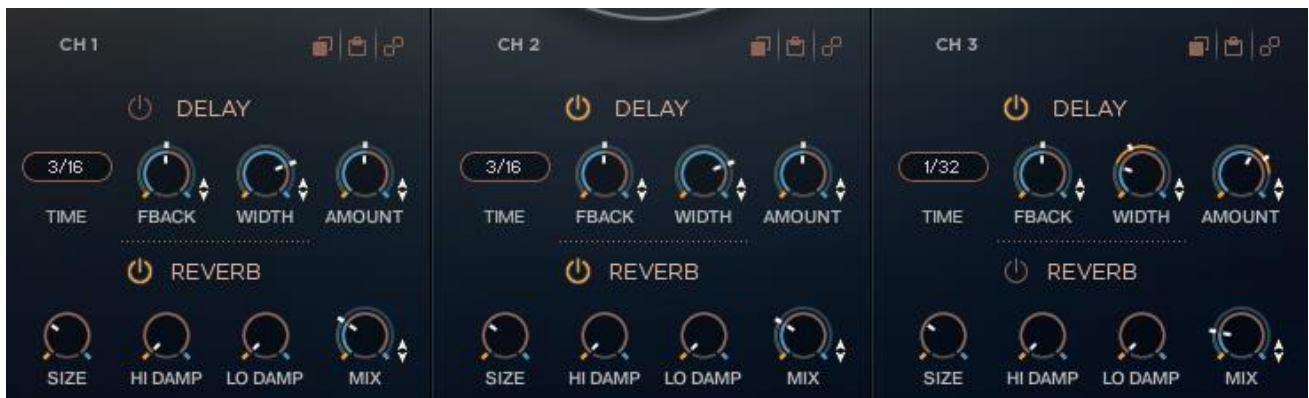 CH 1
DELAY
3/16
TIME FBACK WIDTH AMOUNT
REVERB
SIZE HI DAMP LO DAMP MIX
CH 2
DELAY
3/16
TIME FBACK WIDTH AMOUNT
REVERB
SIZE HI DAMP LO DAMP MIX
CH 3
DELAY
1/32
TIME FBACK WIDTH AMOUNT
REVERB
SIZE HI DAMP LO DAMP MIX